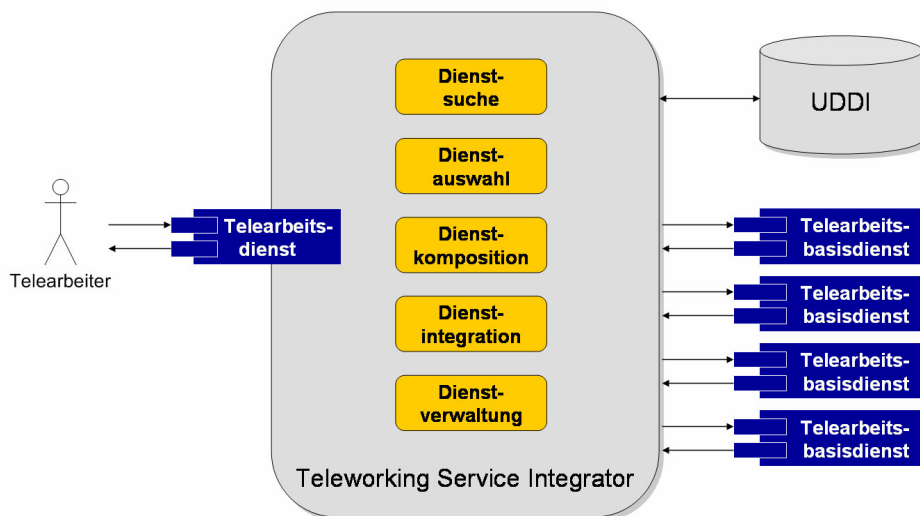 Telearbeiter
Telearbeits-
dienst
Dienst-
suche
Dienst-
auswahl
Dienst-
komposition
Dienst-
integration
Dienst-
verwaltung
Teleworking Service Integrator
UDDI
Telearbeits-
basisdienst
Telearbeits-
basisdienst
Telearbeits-
basisdienst
Telearbeits-
basisdienst